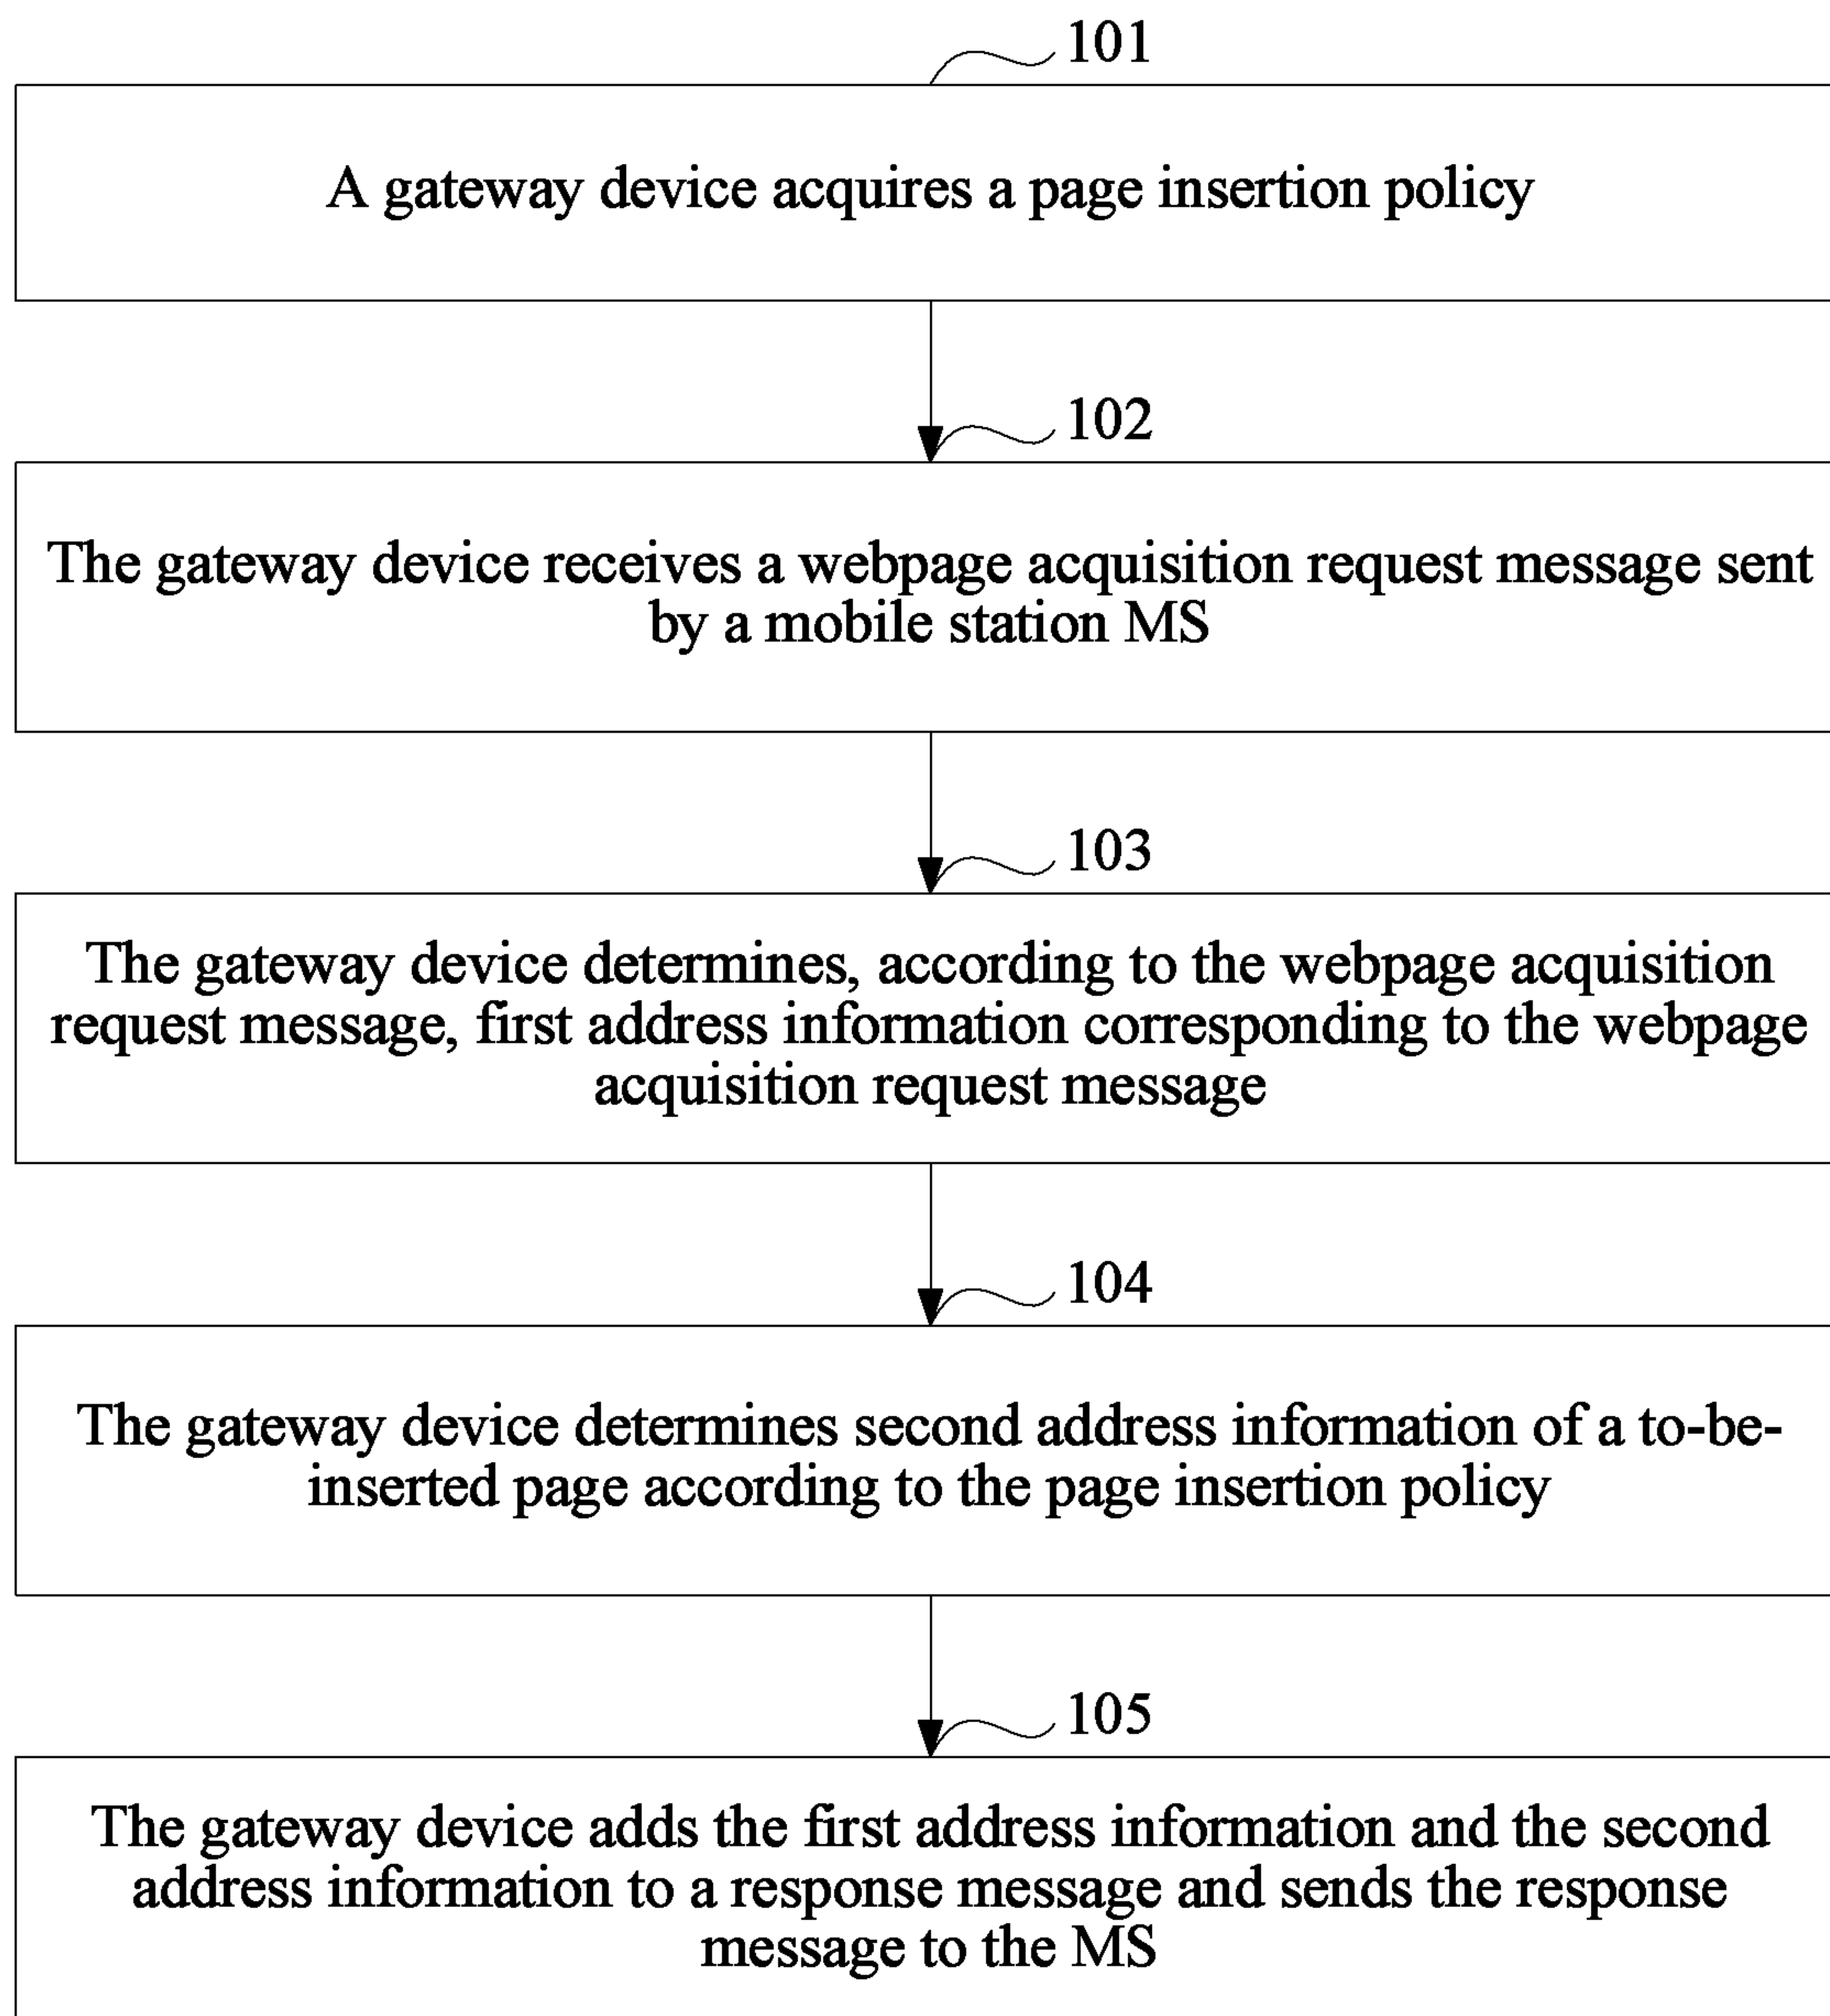 101
A gateway device acquires a page insertion policy
102
The gateway device receives a webpage acquisition request message sent
by a mobile station MS
103
The gateway device determines, according to the webpage acquisition
request message, first address information corresponding to the webpage
acquisition request message
104
The gateway device determines second address information of a to-be-
inserted page according to the page insertion policy
105
The gateway device adds the first address information and the second
address information to a response message and sends the response
message to the MS